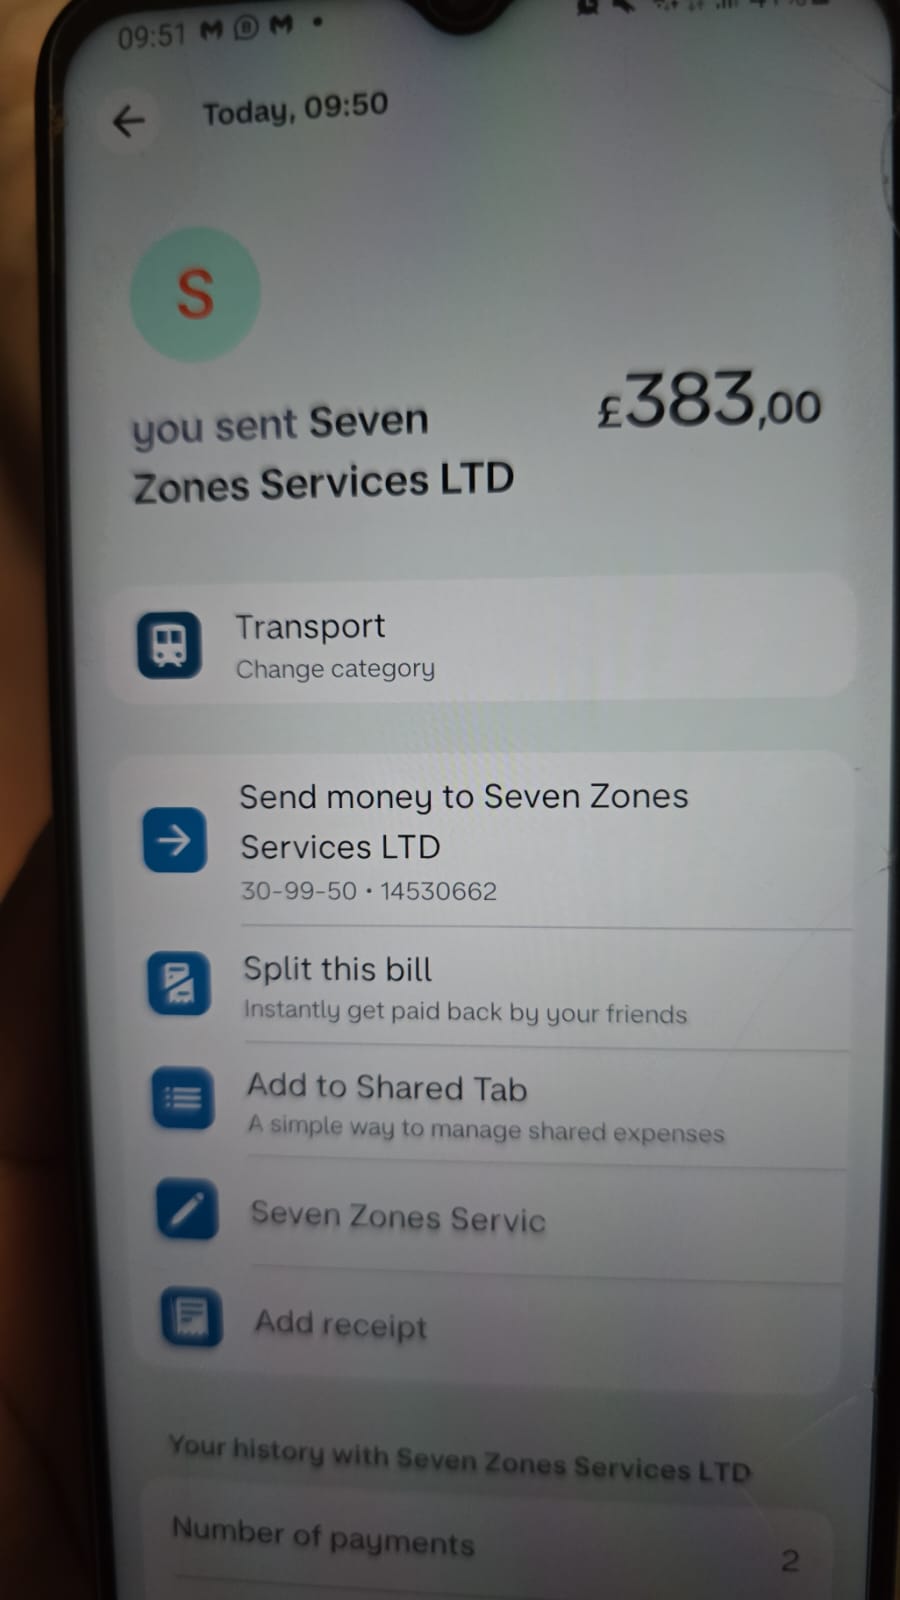 09:51
Today, 09:50
S
you sent Seven
Zones Services LTD
£383,00
Transport
Change category
Send money to Seven Zones
Services LTD
30-99-50 • 14530662
Split this bill
Instantly get paid back by your friends
Add to Shared Tab
A simple way to manage shared expenses
Seven Zones Servic
Add receipt
Your history with Seven Zones Services LTD
Number of payments
2